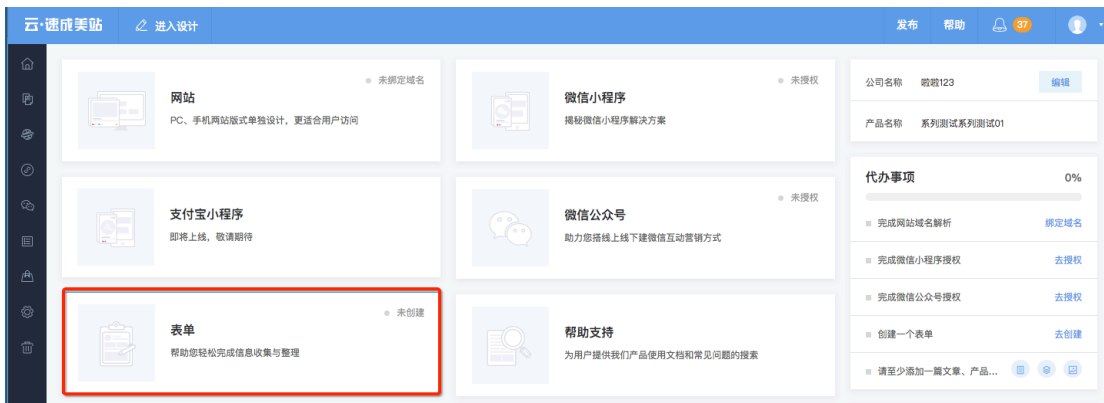 云·速成美站 进入设计 发布 帮助 37
未绑定域名
网站
PC、手机网站版式单独设计，更适合用户访问
未授权
微信小程序
揭秘微信小程序解决方案
公司名称 啦啦123 编辑
产品名称 系列测试系列测试01
支付宝小程序
即将上线，敬请期待
未授权
微信公众号
助力您搭线上线下建微信互动营销方式
代办事项 0%
完成网站域名解析 绑定域名
完成微信小程序授权 去授权
完成微信公众号授权 去授权
创建一个表单 去创建
请至少添加一篇文章、产品...
未创建
表单
帮助您轻松完成信息收集与整理
帮助支持
为用户提供我们产品使用文档和常见问题的搜素